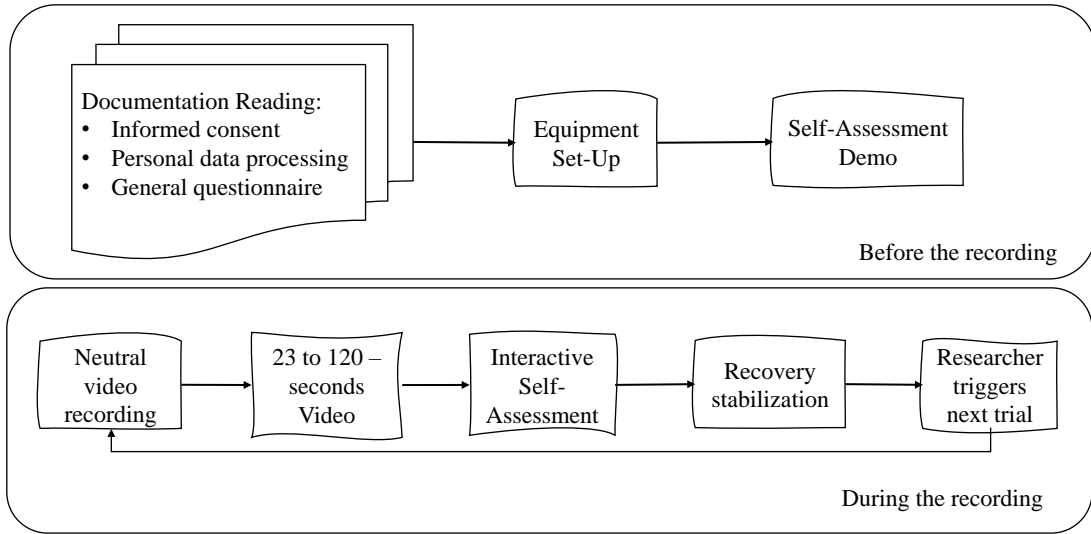 Documentation Reading:
• Informed consent
• Personal data processing
• General questionnaire
Equipment
Set-Up
Self-Assessment
Demo
Before the recording
Neutral
video
recording
23 to 120 –
seconds
Video
Interactive
Self-
Assessment
Recovery
stabilization
Researcher
triggers
next trial
During the recording